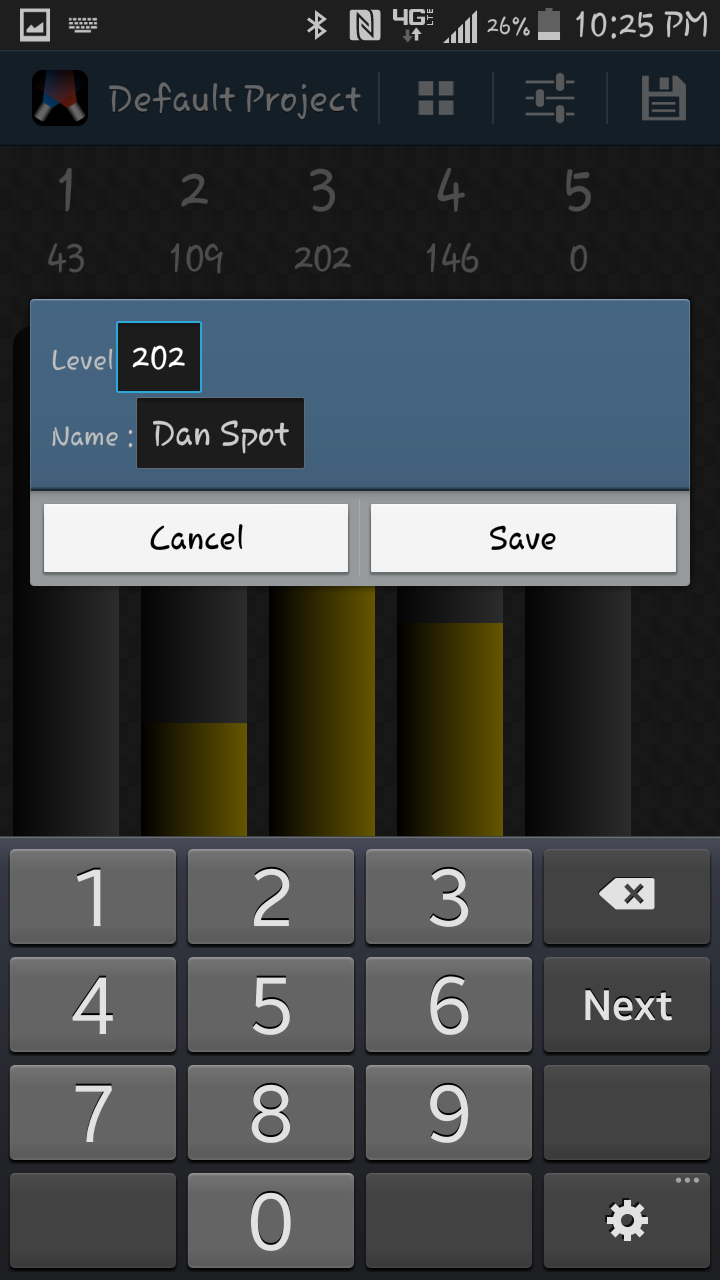 4G LTE 26% 10:25 PM
Default Project
1 2 3 4 5
43 109 202 146 0
Level 202
Name : Dan Spot
Cancel Save
1 2 3
4 5 6 Next
7 8 9
0